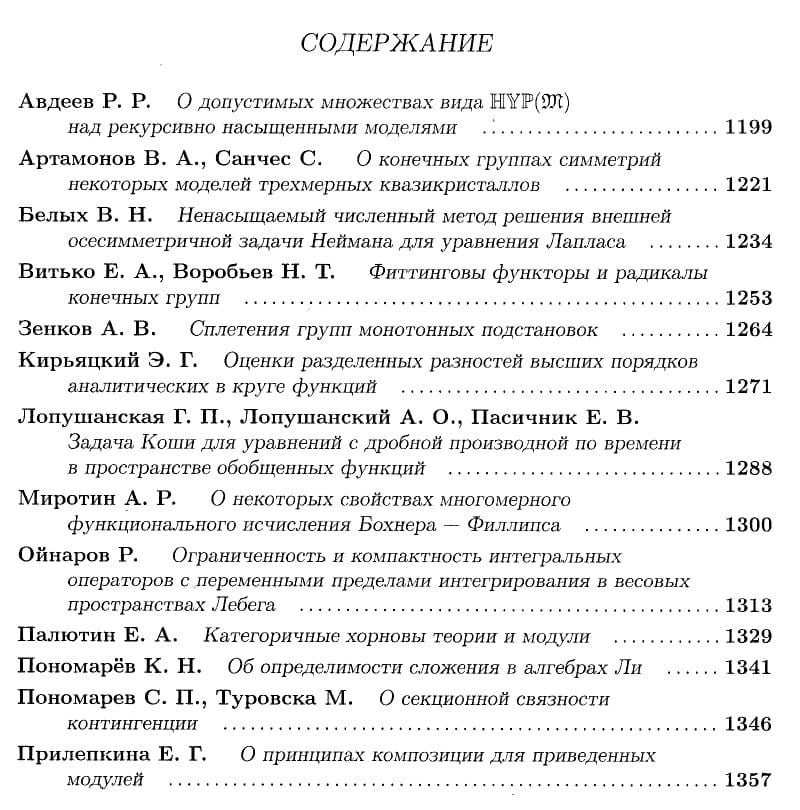 СОДЕРЖАНИЕ
Авдеев Р. Р. О допустимых множествах вида ℍ𝕐ℙ(𝔐)
над рекурсивно насыщенными моделями ........................ 1199
Артамонов В. А., Санчес С. О конечных группах симметрий
некоторых моделей трехмерных квазикристаллов ................ 1221
Белых В. Н. Ненасыщаемый численный метод решения внешней
осесимметричной задачи Неймана для уравнения Лапласа ........ 1234
Витько Е. А., Воробьев Н. Т. Фиттинговы функторы и радикалы
конечных групп ................................................ 1253
Зенков А. В. Сплетения групп монотонных подстановок ........... 1264
Кирьяцкий Э. Г. Оценки разделенных разностей высших порядков
аналитических в круге функций ................................ 1271
Лопушанская Г. П., Лопушанский А. О., Пасичник Е. В.
Задача Коши для уравнений с дробной производной по времени
в пространстве обобщенных функций ........................... 1288
Миротин А. Р. О некоторых свойствах многомерного
функционального исчисления Бохнера — Филлипса .............. 1300
Ойнаров Р. Ограниченность и компактность интегральных
операторов с переменными пределами интегрирования в весовых
пространствах Лебега .......................................... 1313
Палютин Е. А. Категоричные хорновы теории и модули ............ 1329
Пономарёв К. Н. Об определимости сложения в алгебрах Ли ...... 1341
Пономарев С. П., Туровска М. О секционной связности
контингенции .................................................. 1346
Прилепкина Е. Г. О принципах композиции для приведенных
модулей ....................................................... 1357